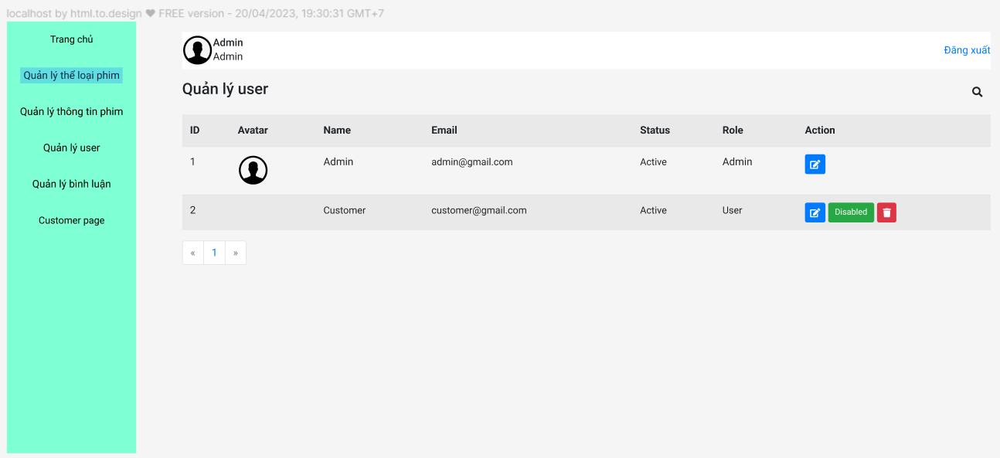 localhost by html.to.design ❤ FREE version - 20/04/2023, 19:30:31 GMT+7
Trang chủ
Quản lý thể loại phim
Quản lý thông tin phim
Quản lý user
Quản lý bình luận
Customer page
Admin
Admin
Đăng xuất
Quản lý user
ID Avatar Name Email Status Role Action
1 Admin admin@gmail.com Active Admin
2 Customer customer@gmail.com Active User Disabled
« 1 »